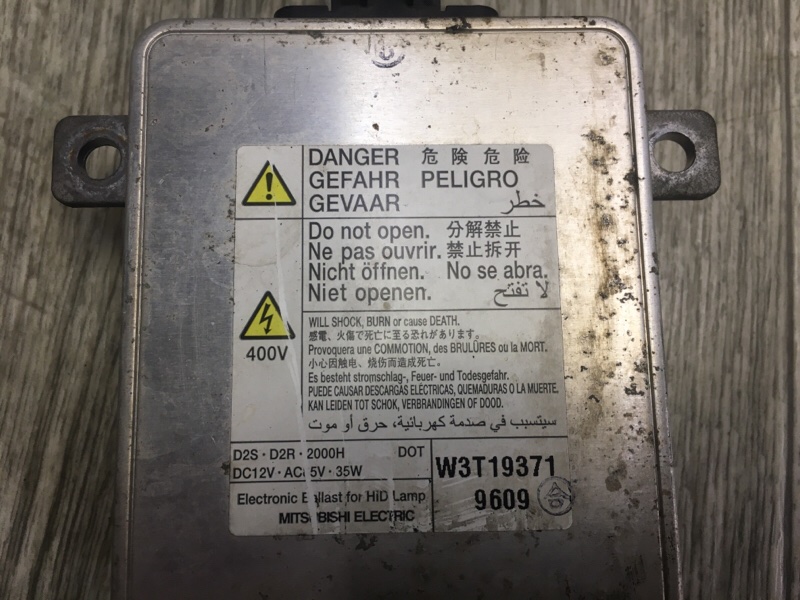 DANGER 危険 危险
GEFAHR PELIGRO
GEVAAR خطر
Do not open. 分解禁止
Ne pas ouvrir. 禁止拆开
Nicht öffnen. No se abra.
Niet openen. لا تفتح
400V
WILL SHOCK, BURN or cause DEATH.
感電、火傷で死亡に至る恐れがあります。
Provoquera une COMMOTION, des BRULÜRES ou la MORT.
小心因触电、烧伤而造成死亡。
Es besteht stromschlag-, Feuer- und Todesgefahr.
PUEDE CAUSAR DESCARGAS ELÉCTRICAS, QUEMADURAS O LA MUERTE.
KAN LEIDEN TOT SCHOK, VERBRANDINGEN OF DOOD.
سيتسبب في صدمة كهربائية، حرق أو موت
D2S・D2R・2000H DOT
DC12V・AC85V・35W
Electronic Ballast for HiD Lamp
MITSUBISHI ELECTRIC
W3T19371
9609